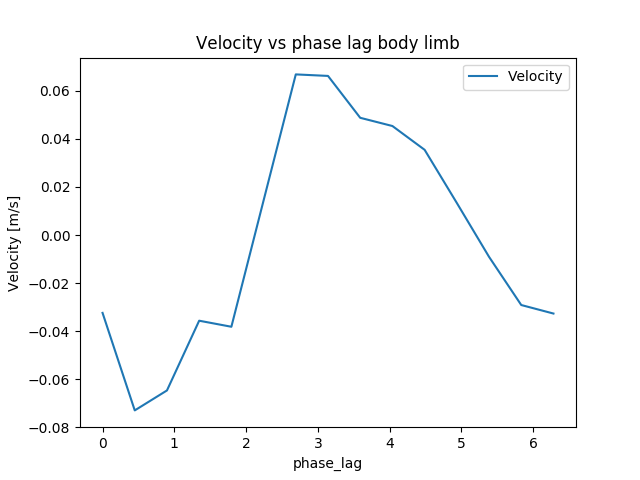 Velocity vs phase lag body limb
Velocity
0.06
0.04
0.02
0.00
−0.02
−0.04
−0.06
−0.08
Velocity [m/s]
0 1 2 3 4 5 6
phase_lag